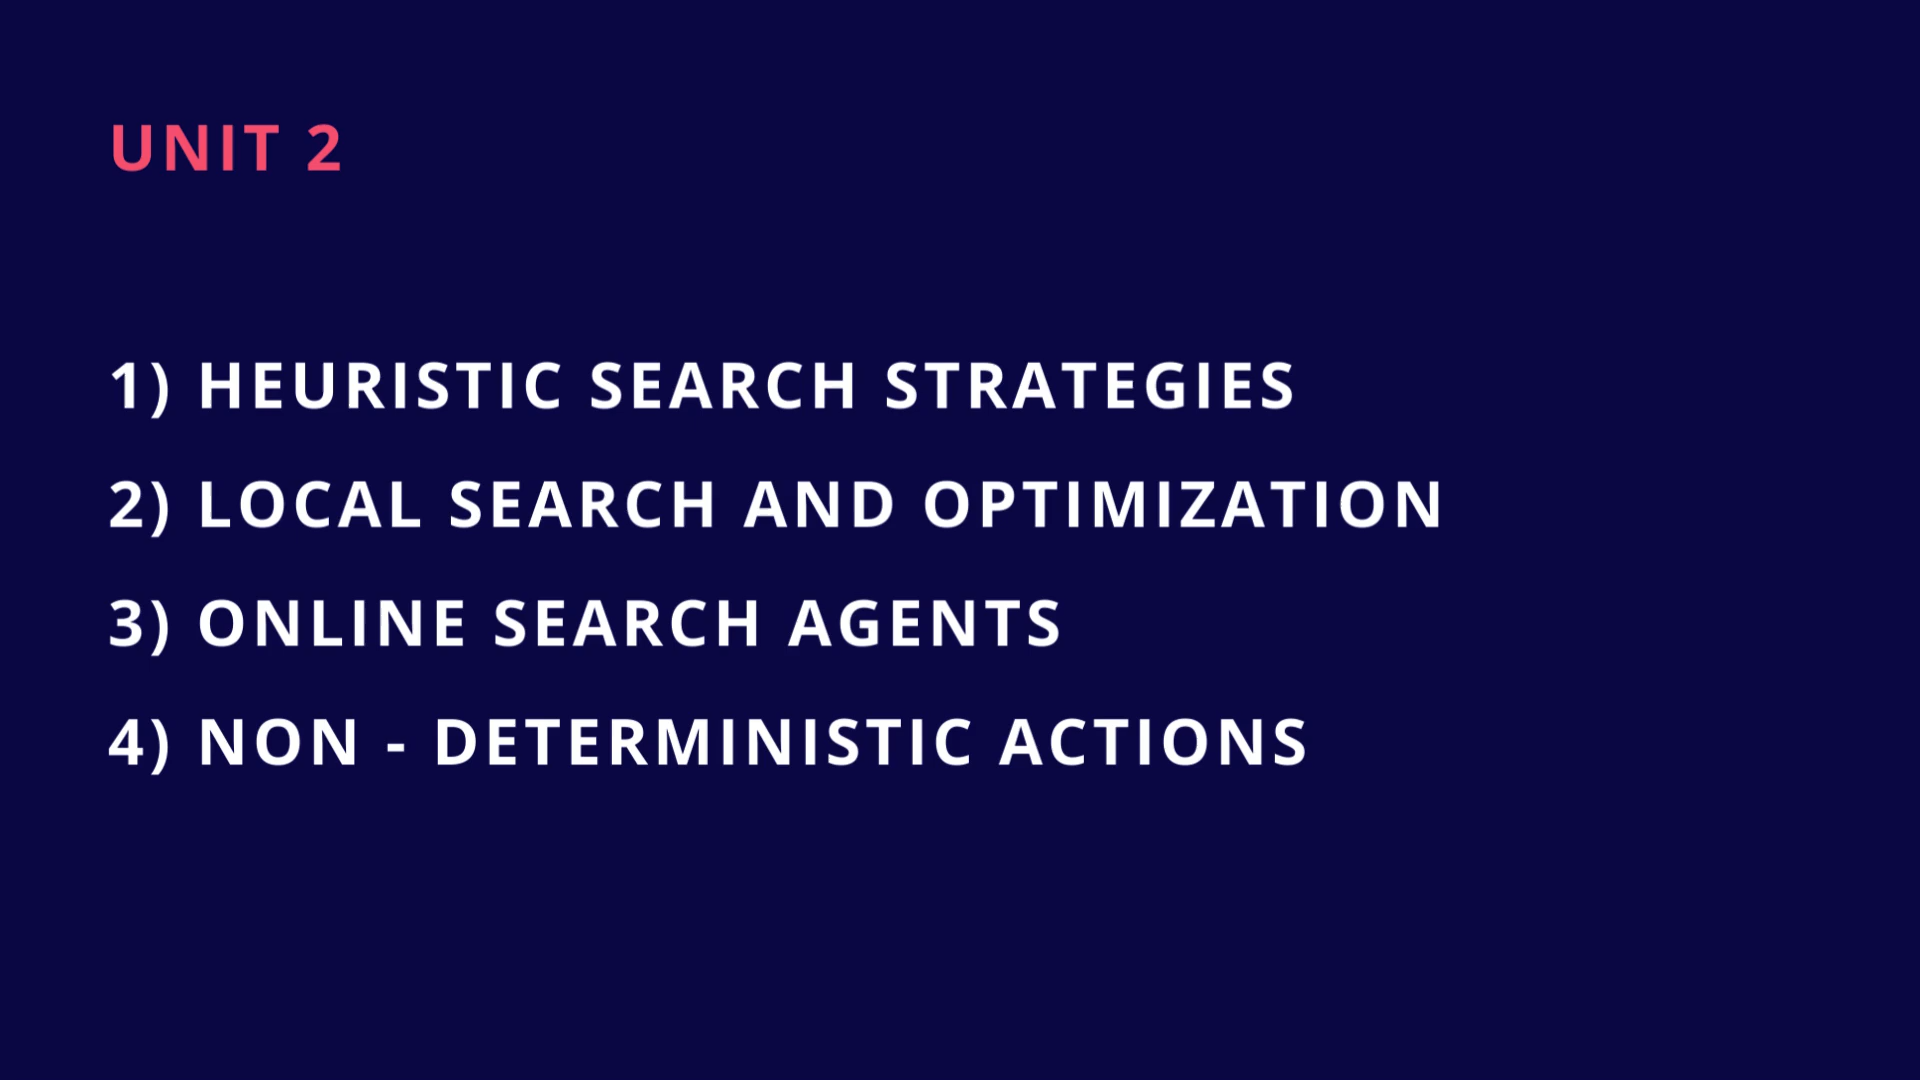 UNIT 2
1) HEURISTIC SEARCH STRATEGIES
2) LOCAL SEARCH AND OPTIMIZATION
3) ONLINE SEARCH AGENTS
4) NON - DETERMINISTIC ACTIONS